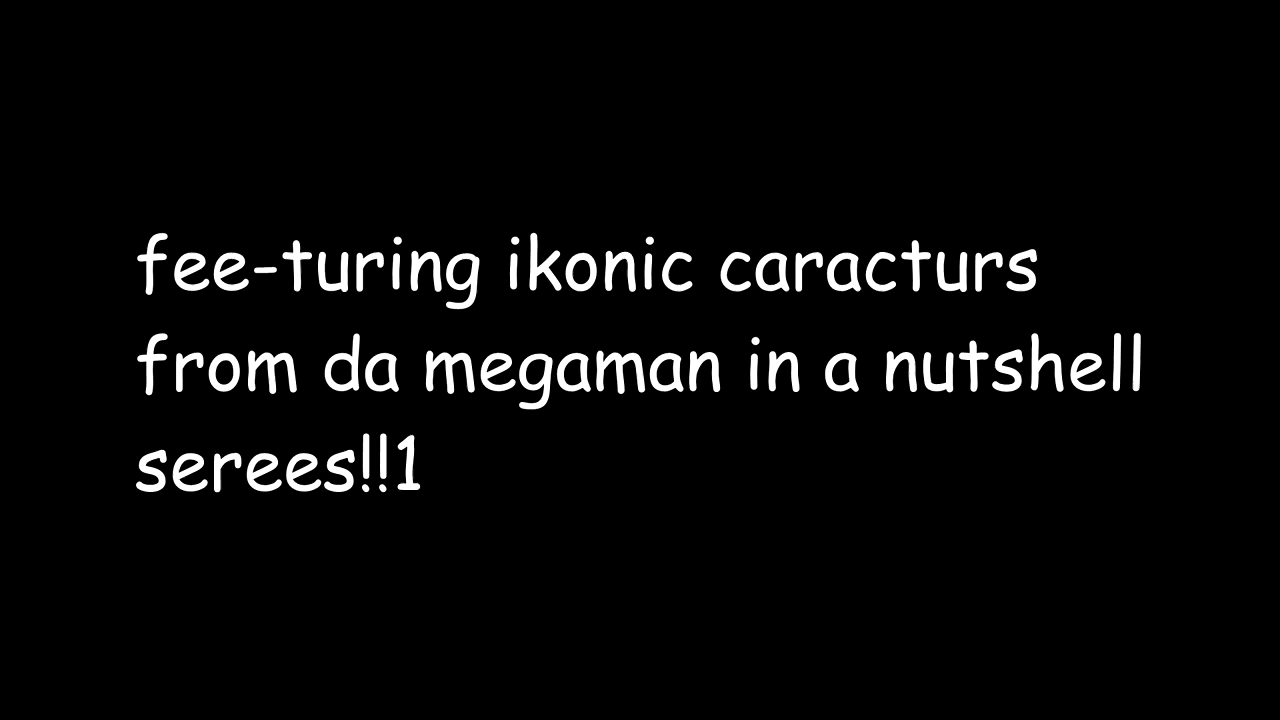 fee-turing ikonic caracturs
from da megaman in a nutshell
serees!!1